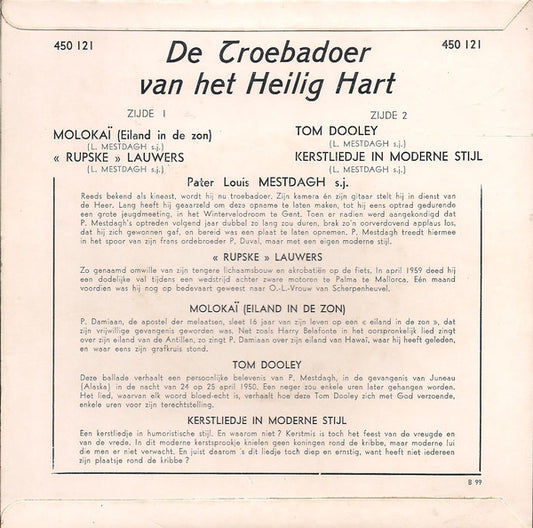 450 121
De Troebadoer
van het Heilig Hart
450 121
ZIJDE 1
MOLOKAÏ (Eiland in de zon)
(L. MESTDAGH s.j.)
« RUPSKE » LAUWERS
(L. MESTDAGH s.j.)
ZIJDE 2
TOM DOOLEY
(L. MESTDAGH s.j.)
KERSTLIEDJE IN MODERNE STIJL
(L. MESTDAGH s.j.)
Pater Louis MESTDAGH s.j.
Reeds bekend als kineast, wordt hij nu troebadoer. Zijn kamera én zijn gitaar stelt hij in dienst van
de Heer. Lang heeft hij geaarzeld om deze opname te laten maken, tot hij eens optrad gedurende
een grote jeugdmeeting, in het Wintervelodroom te Gent. Toen er nadien werd aangekondigd dat
P. Mestdagh's optreden volgend jaar dubbel zo lang zou duren, brak zo'n oorverdovend applaus los,
dat hij zich gewonnen gaf, en bereid was een plaat te laten opnemen. P. Mestdagh treedt hiermee
in het spoor van zijn frans ordebroeder P. Duval, maar met een eigen moderne stijl.
« RUPSKE » LAUWERS
Zo genaamd omwille van zijn tengere lichaamsbouw en akrobatiën op de fiets. In april 1959 deed hij
een dodelijke val tijdens een wedstrijd achter zware motoren te Palma te Mallorca. Eén maand
voordien was hij nog op bedevaart geweest naar O.-L.-Vrouw van Scherpenheuvel.
MOLOKAÏ (EILAND IN DE ZON)
P. Damiaan, de apostel der melaatsen, sleet 16 jaar van zijn leven op een « eiland in de zon », dat
zijn vrijwillige gevangenis geworden was. Net zoals Harry Belafonte in het oorspronkelijk lied zingt
over zijn eiland van de Antillen, zo zingt P. Damiaan over zijn eiland van Hawaï, waar hij heeft geleden,
en waar eens zijn grafkruis stond.
TOM DOOLEY
Deze ballade verhaalt een persoonlijke belevenis van P. Mestdagh, in de gevangenis van Juneau
(Alaska) in de nacht van 24 op 25 april 1950. Een neger zou enkele uren later gehangen worden.
Het lied, waarvan elk woord bloed-echt is, verhaalt hoe deze Tom Dooley zich met God verzoende,
enkele uren voor zijn terechtstelling.
KERSTLIEDJE IN MODERNE STIJL
Een kerstliedje in humoristische stijl. En waarom niet ? Kerstmis is toch het feest van de vreugde en
van de vrede. In dit moderne kerstsprookje knielen geen koningen rond de kribbe, maar moderne lui
die men er niet verwacht. En juist daarom is dit liedje toch diep en ernstig, want heeft niet iedereen
zijn plaatsje rond de kribbe ?
B 99